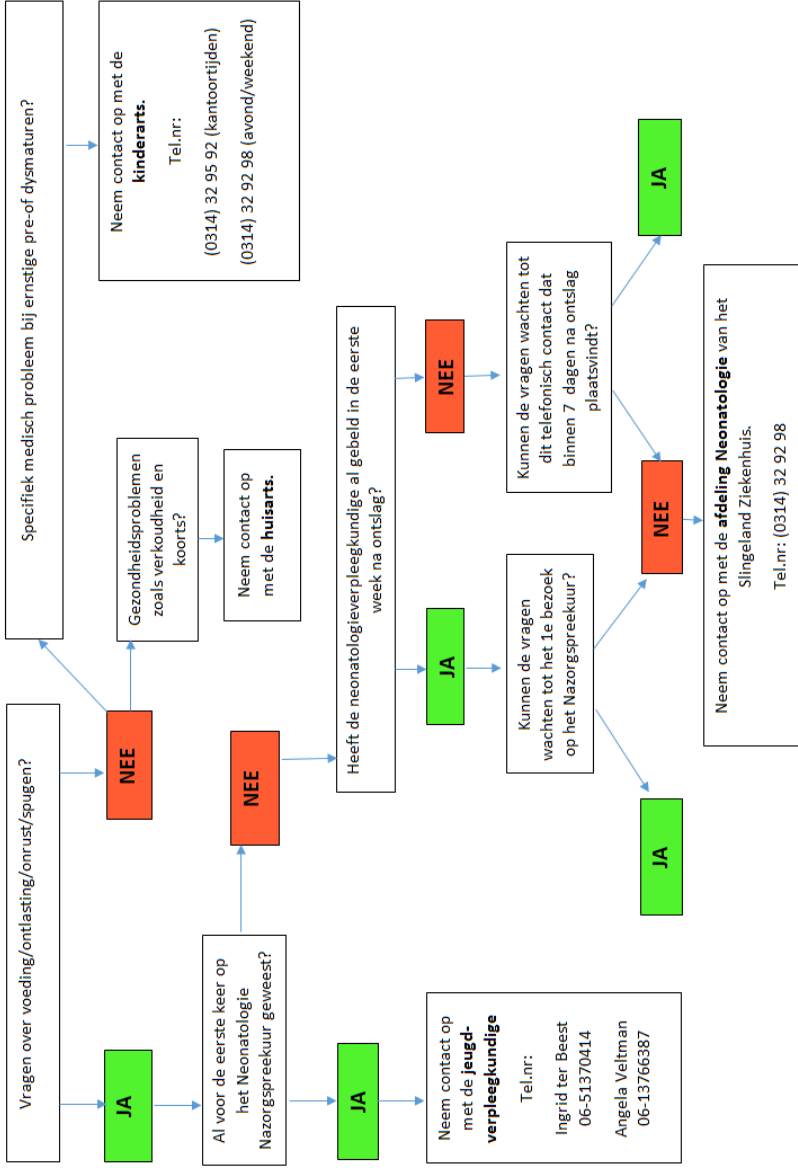 Vragen over voeding/ontlasting/onrust/spugen?
JA
NEE
Specifiek medisch probleem bij ernstige pre-of dysmaturen?
Neem contact op met de
kinderarts.
Tel.nr:
(0314) 32 95 92 (kantoortijden)
(0314) 32 92 98 (avond/weekend)
Gezondheidsproblemen
zoals verkoudheid en
koorts?
Neem contact op
met de huisarts.
Al voor de eerste keer op
het Neonatologie
Nazorgspreekuur geweest?
NEE
JA
Neem contact op
met de jeugd-
verpleegkundige
Tel.nr:
Ingrid ter Beest
06-51370414
Angela Veltman
06-13766387
Heeft de neonatologieverpleegkundige al gebeld in de eerste
week na ontslag?
JA
NEE
Kunnen de vragen
wachten tot het 1e bezoek
op het Nazorgspreekuur?
Kunnen de vragen wachten tot
dit telefonisch contact dat
binnen 7 dagen na ontslag
plaatsvindt?
JA
NEE
JA
Neem contact op met de afdeling Neonatologie van het
Slingeland Ziekenhuis.
Tel.nr: (0314) 32 92 98